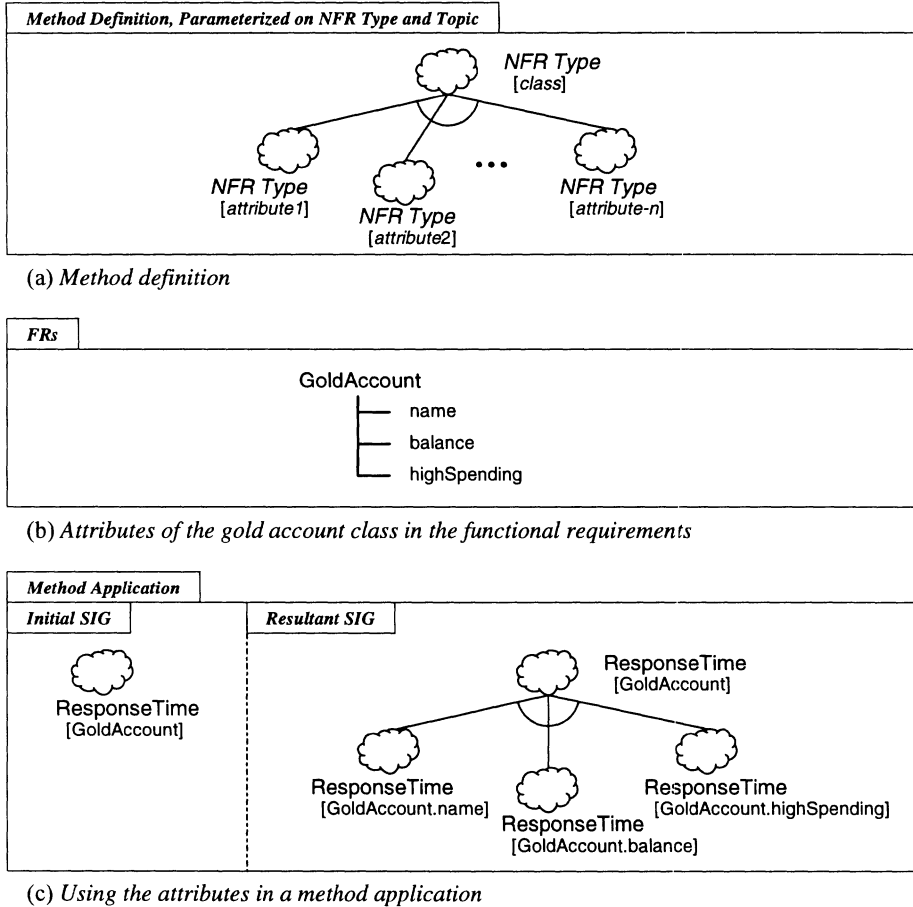 Method Definition, Parameterized on NFR Type and Topic
NFR Type
[class]
NFR Type
[attribute1]
NFR Type
[attribute2]
...
NFR Type
[attribute-n]
(a) Method definition
FRs
GoldAccount
name
balance
highSpending
(b) Attributes of the gold account class in the functional requirements
Method Application
Initial SIG
ResponseTime
[GoldAccount]
Resultant SIG
ResponseTime
[GoldAccount]
ResponseTime
[GoldAccount.name]
ResponseTime
[GoldAccount.balance]
ResponseTime
[GoldAccount.highSpending]
(c) Using the attributes in a method application